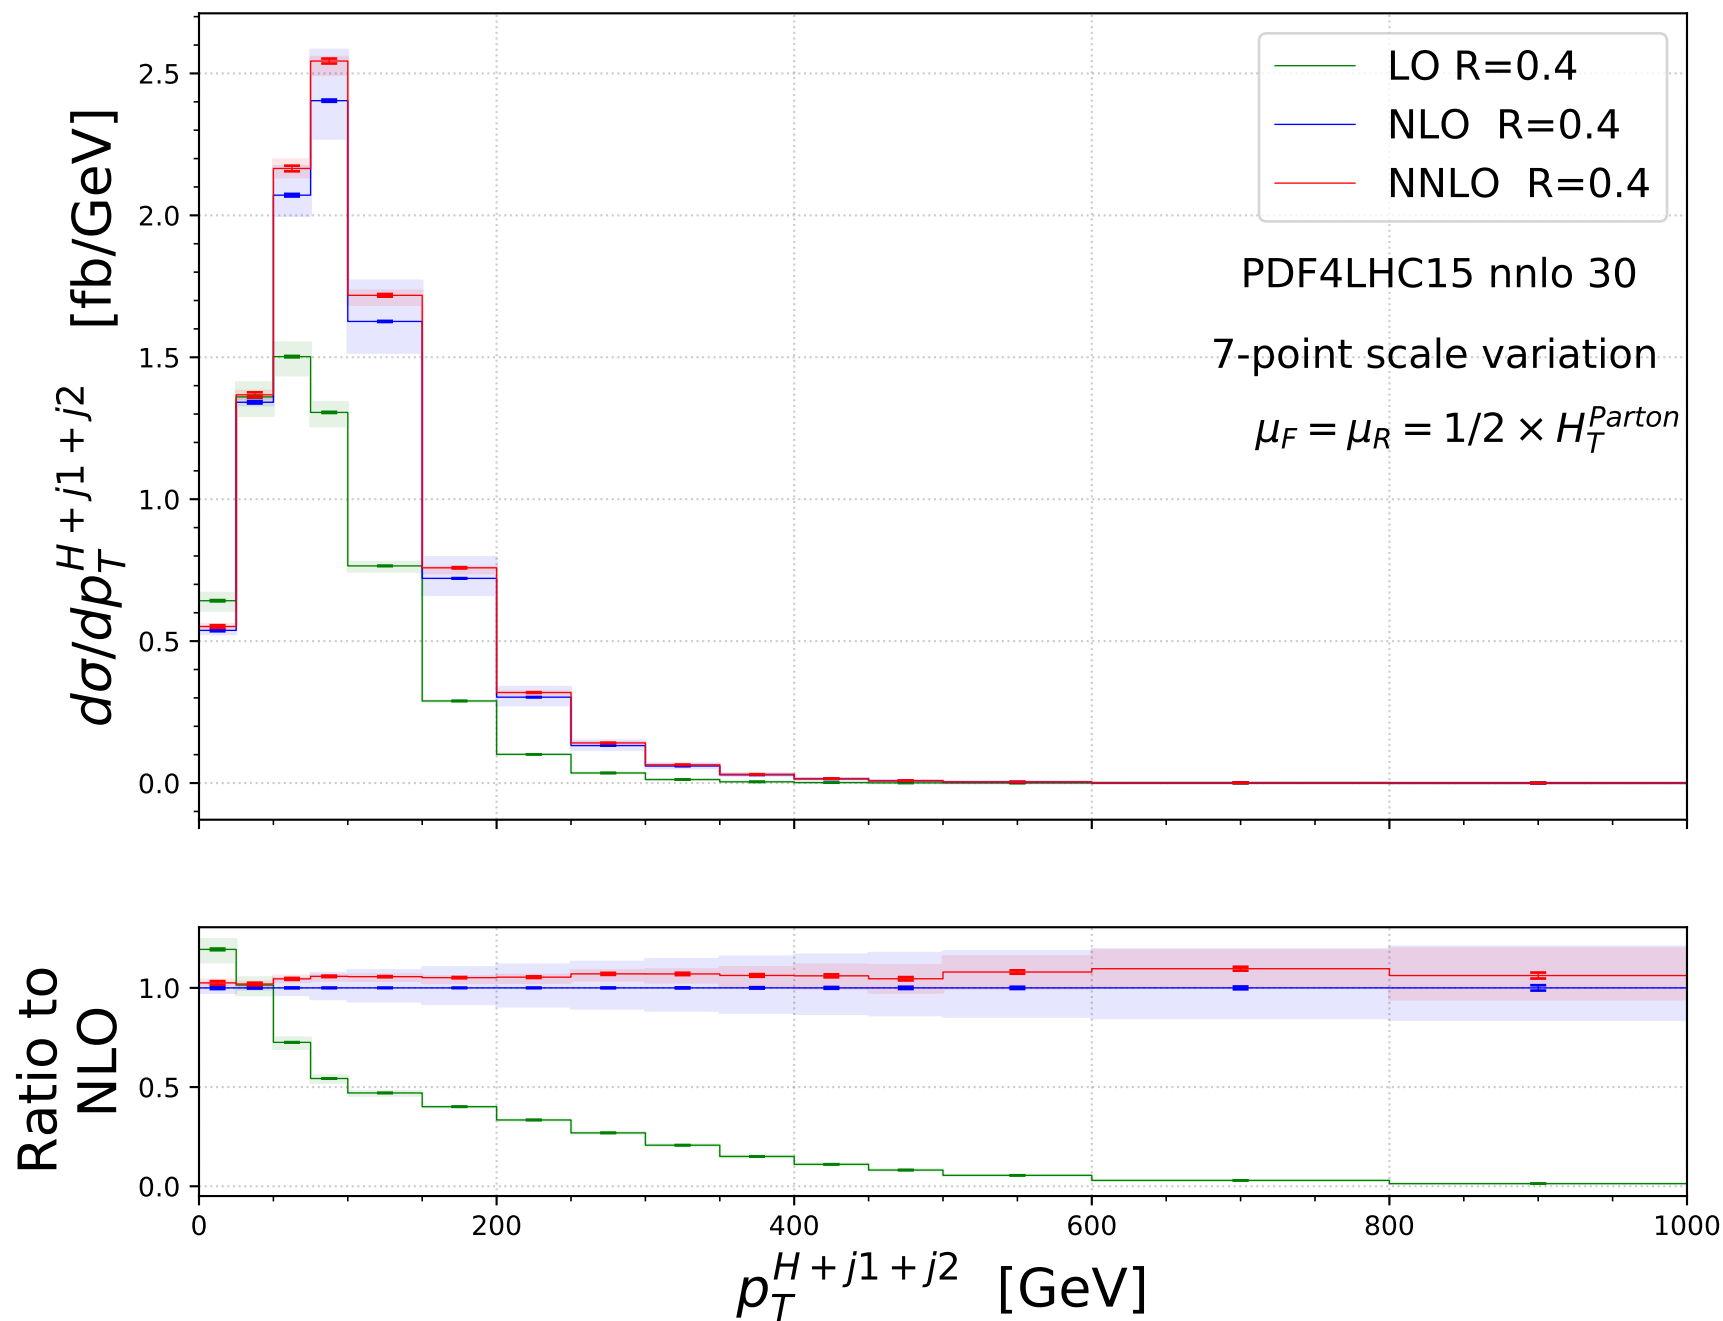 dσ/dp_T^{H+j1+j2} [fb/GeV]
2.5
2.0
1.5
1.0
0.5
0.0
LO R=0.4
NLO R=0.4
NNLO R=0.4
PDF4LHC15 nnlo 30
7-point scale variation
μ_F = μ_R = 1/2 × H_T^{Parton}
Ratio to
NLO
1.0
0.5
0.0
0 200 400 600 800 1000
p_T^{H+j1+j2} [GeV]